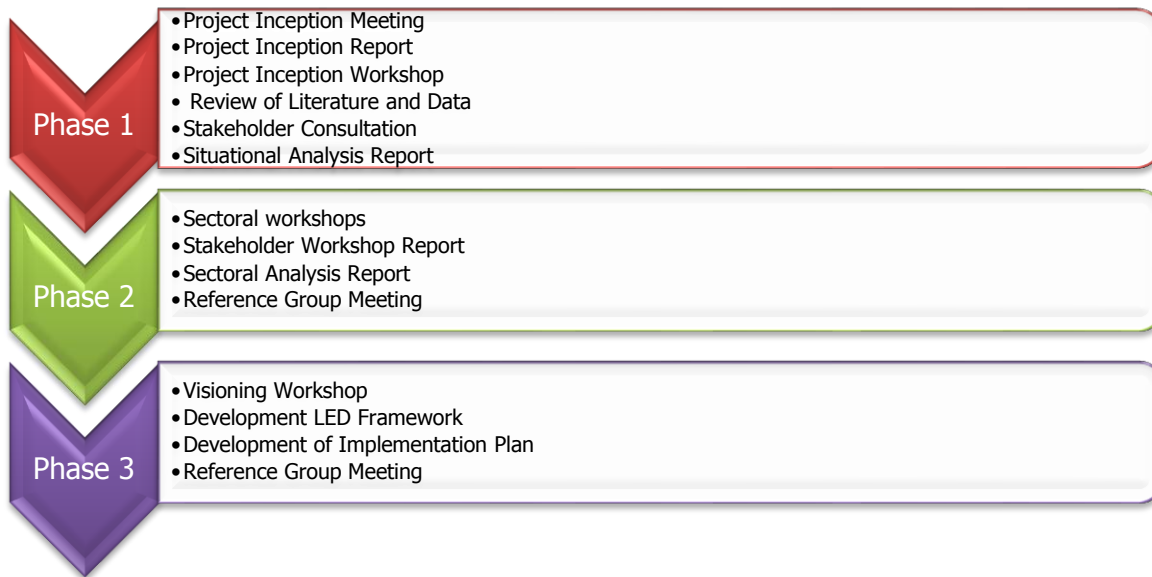 Phase 1
•Project Inception Meeting
•Project Inception Report
•Project Inception Workshop
• Review of Literature and Data
•Stakeholder Consultation
•Situational Analysis Report
Phase 2
•Sectoral workshops
•Stakeholder Workshop Report
•Sectoral Analysis Report
•Reference Group Meeting
Phase 3
•Visioning Workshop
•Development LED Framework
•Development of Implementation Plan
•Reference Group Meeting